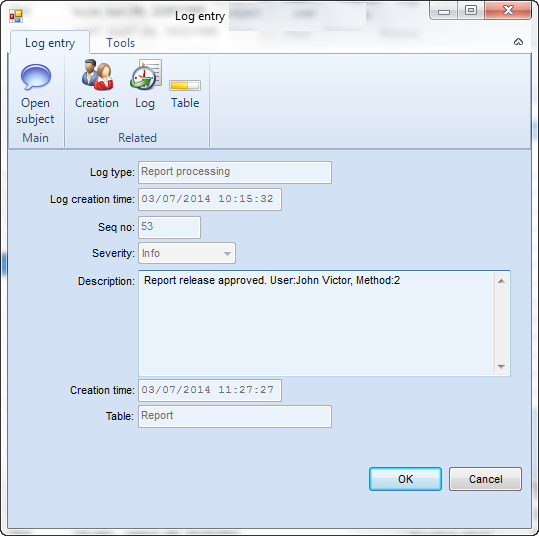 Log entry
Log entry Tools
Open subject
Creation user
Log
Table
Main
Related
Log type: Report processing
Log creation time: 03/07/2014 10:15:32
Seq no: 53
Severity: Info
Description: Report release approved. User:John Victor, Method:2
Creation time: 03/07/2014 11:27:27
Table: Report
OK Cancel